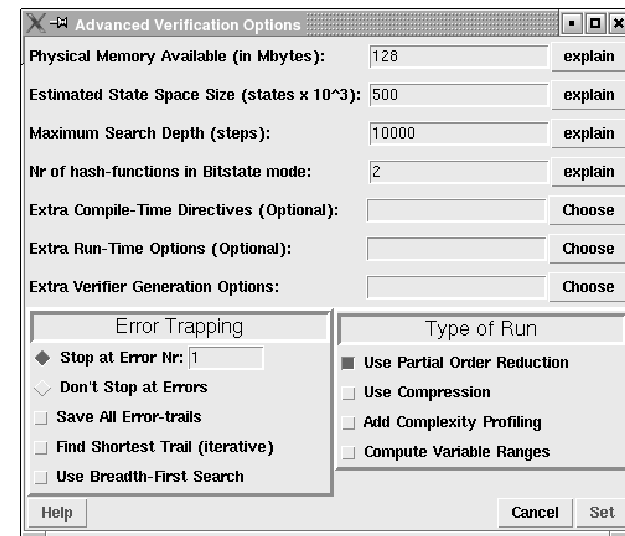 Advanced Verification Options
Physical Memory Available (in Mbytes): 128 explain
Estimated State Space Size (states x 10^3): 500 explain
Maximum Search Depth (steps): 10000 explain
Nr of hash-functions in Bitstate mode: 2 explain
Extra Compile-Time Directives (Optional): Choose
Extra Run-Time Options (Optional): Choose
Extra Verifier Generation Options: Choose
Error Trapping
Stop at Error Nr: 1
Don't Stop at Errors
Save All Error-trails
Find Shortest Trail (iterative)
Use Breadth-First Search
Type of Run
Use Partial Order Reduction
Use Compression
Add Complexity Profiling
Compute Variable Ranges
Help Cancel Set